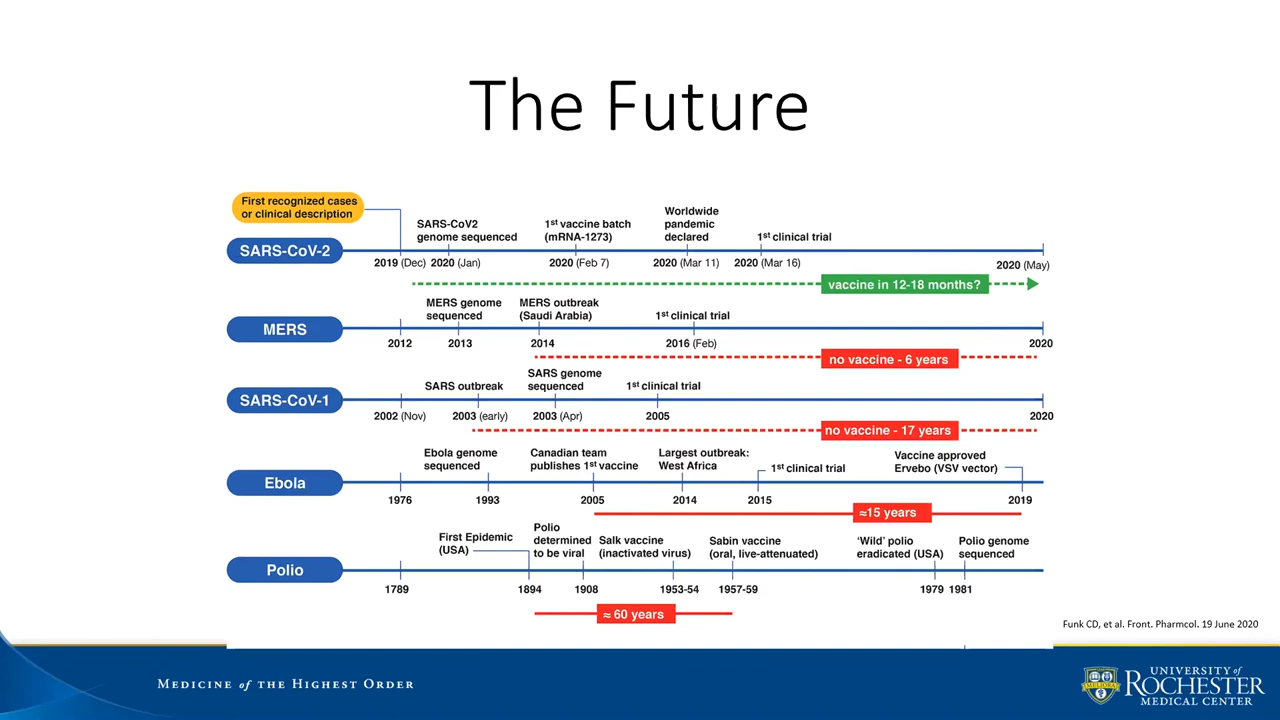 The Future
First recognized cases
or clinical description
SARS-CoV2
genome sequenced
1st vaccine batch
(mRNA-1273)
Worldwide
pandemic
declared
1st clinical trial
SARS-CoV-2
2019 (Dec)
2020 (Jan)
2020 (Feb 7)
2020 (Mar 11)
2020 (Mar 16)
2020 (May)
vaccine in 12-18 months?
MERS genome
sequenced
MERS outbreak
(Saudi Arabia)
1st clinical trial
MERS
2012
2013
2014
2016 (Feb)
2020
no vaccine - 6 years
SARS outbreak
SARS genome
sequenced
1st clinical trial
SARS-CoV-1
2002 (Nov)
2003 (early)
2003 (Apr)
2005
2020
no vaccine - 17 years
Ebola genome
sequenced
Canadian team
publishes 1st vaccine
Largest outbreak:
West Africa
1st clinical trial
Vaccine approved
Ervebo (VSV vector)
Ebola
1976
1993
2005
2014
2015
2019
≈15 years
First Epidemic
(USA)
Polio
determined
to be viral
Salk vaccine
(inactivated virus)
Sabin vaccine
(oral, live-attenuated)
‘Wild’ polio
eradicated (USA)
Polio genome
sequenced
Polio
1789
1894
1908
1953-54
1957-59
1979
1981
≈ 60 years
Funk CD, et al. Front. Pharmcol. 19 June 2020
MEDICINE of THE HIGHEST ORDER
MELIORA
UNIVERSITY of
ROCHESTER
MEDICAL CENTER